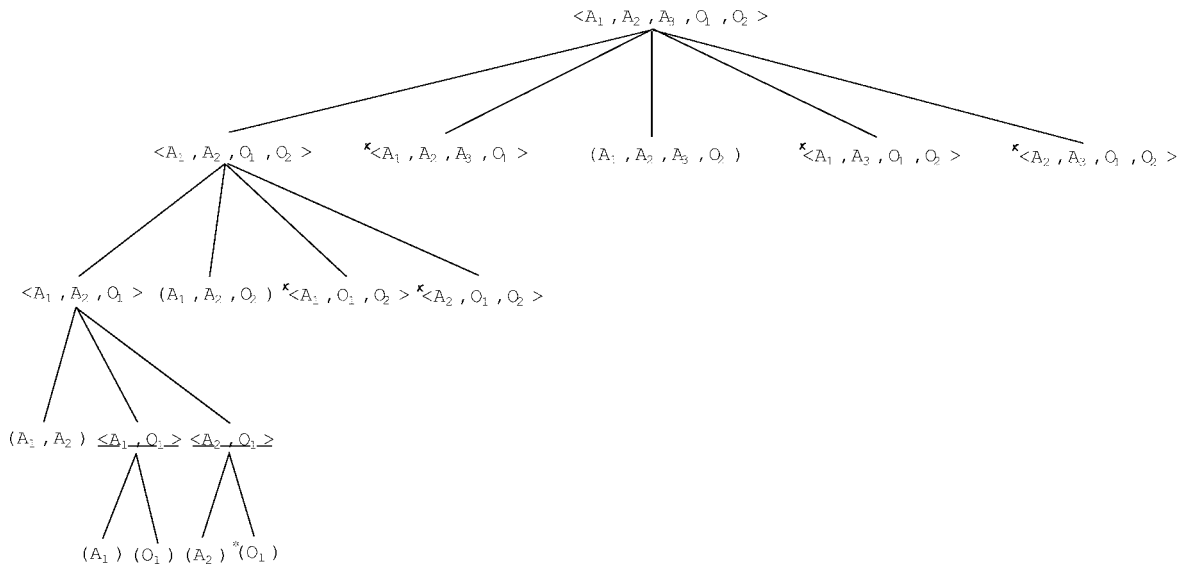 <A₁, A₂, A₃, O₁, O₂>
<A₁, A₂, O₁, O₂> *<A₁, A₂, A₃, O₁> (A₁, A₂, A₃, O₂) *<A₁, A₃, O₁, O₂> *<A₂, A₃, O₁, O₂>
<A₁, A₂, O₁> (A₁, A₂, O₂) *<A₁, O₁, O₂> *<A₂, O₁, O₂>
(A₁, A₂) <A₁, O₁> <A₂, O₁>
(A₁) (O₁) (A₂) *(O₁)